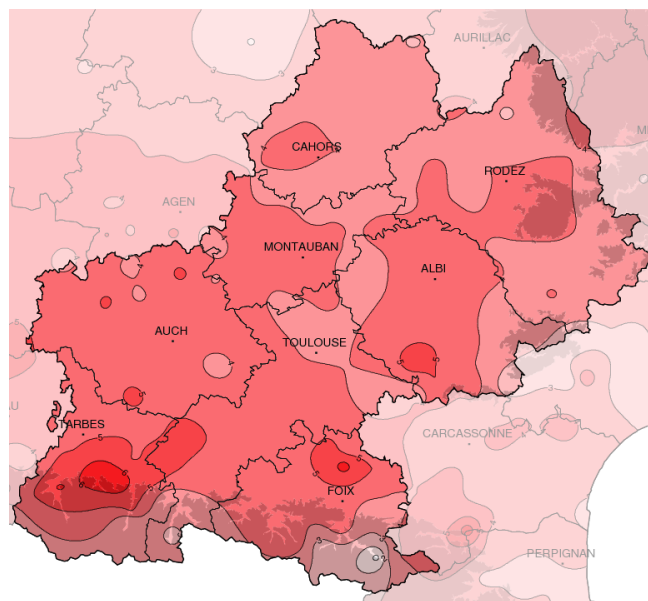 AURILLAC
CAHORS
RODEZ
AGEN
MONTAUBAN
ALBI
AUCH
TOULOUSE
TARBES
CARCASSONNE
FOIX
PERPIGNAN